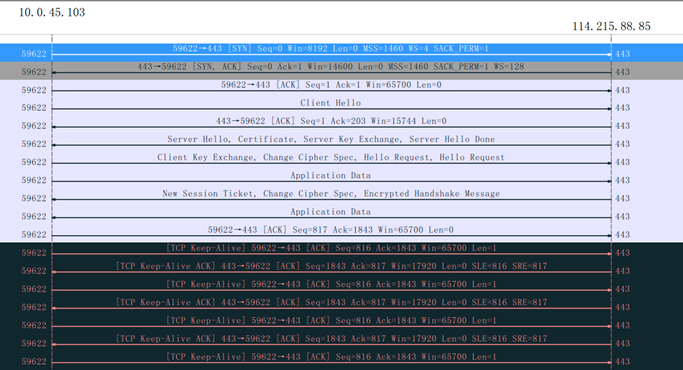 10.0.45.103
114.215.88.85
59622 59622→443 [SYN] Seq=0 Win=8192 Len=0 MSS=1460 WS=4 SACK_PERM=1 443
59622 443→59622 [SYN, ACK] Seq=0 Ack=1 Win=14600 Len=0 MSS=1460 SACK_PERM=1 WS=128 443
59622 59622→443 [ACK] Seq=1 Ack=1 Win=65700 Len=0 443
59622 Client Hello 443
59622 443→59622 [ACK] Seq=1 Ack=203 Win=15744 Len=0 443
59622 Server Hello, Certificate, Server Key Exchange, Server Hello Done 443
59622 Client Key Exchange, Change Cipher Spec, Hello Request, Hello Request 443
59622 Application Data 443
59622 New Session Ticket, Change Cipher Spec, Encrypted Handshake Message 443
59622 Application Data 443
59622 59622→443 [ACK] Seq=817 Ack=1843 Win=65700 Len=0 443
59622 [TCP Keep-Alive] 59622→443 [ACK] Seq=816 Ack=1843 Win=65700 Len=1 443
59622 [TCP Keep-Alive ACK] 443→59622 [ACK] Seq=1843 Ack=817 Win=17920 Len=0 SLE=816 SRE=817 443
59622 [TCP Keep-Alive] 59622→443 [ACK] Seq=816 Ack=1843 Win=65700 Len=1 443
59622 [TCP Keep-Alive ACK] 443→59622 [ACK] Seq=1843 Ack=817 Win=17920 Len=0 SLE=816 SRE=817 443
59622 [TCP Keep-Alive] 59622→443 [ACK] Seq=816 Ack=1843 Win=65700 Len=1 443
59622 [TCP Keep-Alive ACK] 443→59622 [ACK] Seq=1843 Ack=817 Win=17920 Len=0 SLE=816 SRE=817 443
59622 [TCP Keep-Alive] 59622→443 [ACK] Seq=816 Ack=1843 Win=65700 Len=1 443